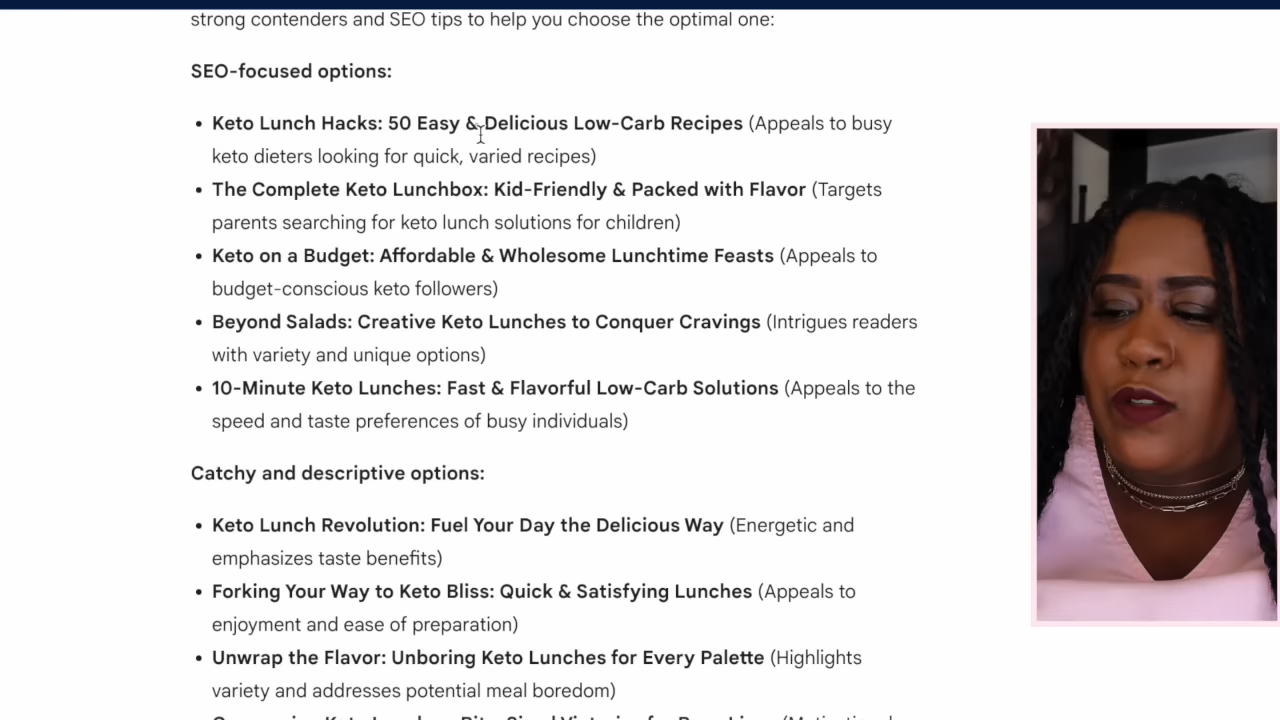 strong contenders and SEO tips to help you choose the optimal one:
SEO-focused options:
• Keto Lunch Hacks: 50 Easy & Delicious Low-Carb Recipes (Appeals to busy
keto dieters looking for quick, varied recipes)
• The Complete Keto Lunchbox: Kid-Friendly & Packed with Flavor (Targets
parents searching for keto lunch solutions for children)
• Keto on a Budget: Affordable & Wholesome Lunchtime Feasts (Appeals to
budget-conscious keto followers)
• Beyond Salads: Creative Keto Lunches to Conquer Cravings (Intrigues readers
with variety and unique options)
• 10-Minute Keto Lunches: Fast & Flavorful Low-Carb Solutions (Appeals to the
speed and taste preferences of busy individuals)
Catchy and descriptive options:
• Keto Lunch Revolution: Fuel Your Day the Delicious Way (Energetic and
emphasizes taste benefits)
• Forking Your Way to Keto Bliss: Quick & Satisfying Lunches (Appeals to
enjoyment and ease of preparation)
• Unwrap the Flavor: Unboring Keto Lunches for Every Palette (Highlights
variety and addresses potential meal boredom)